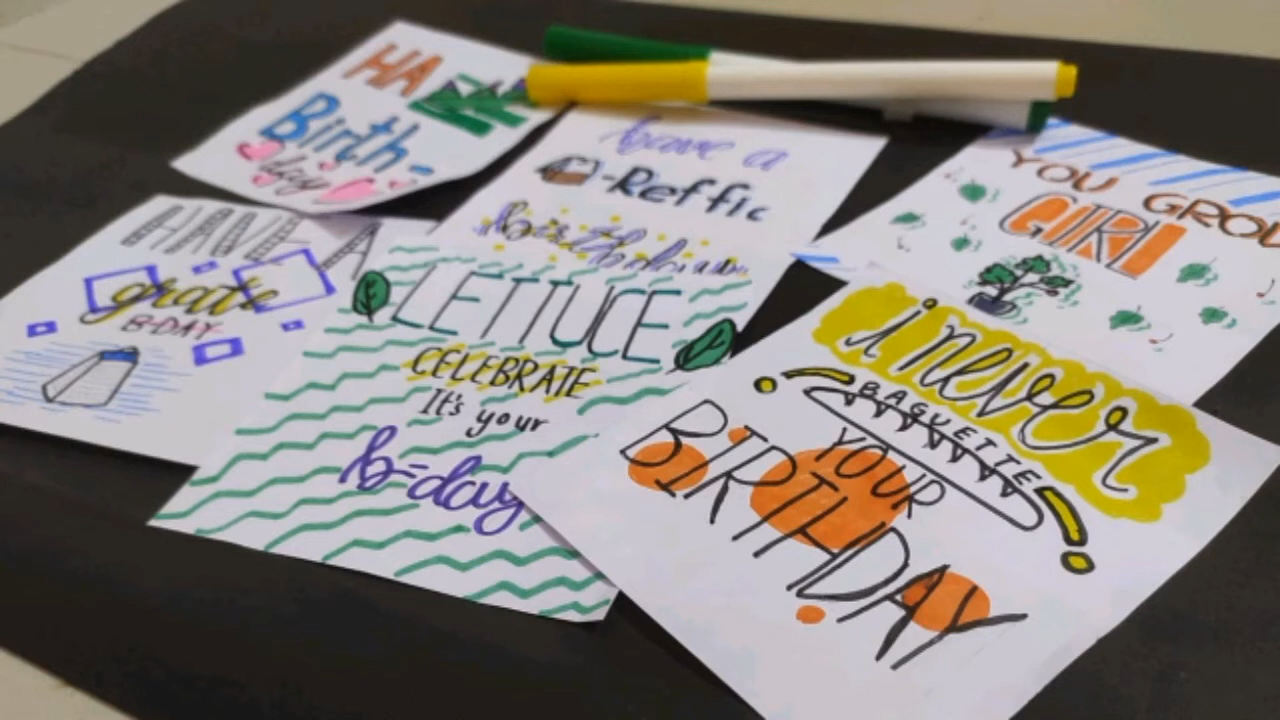 HA
Birth-
day
have a
-Reffic
birthday
YOU GROW
GIRL
HAVE A
grate
B-DAY
LETTUCE
CELEBRATE
It's your
b-day
i never
BAGUETTE
YOUR
BIRTHDAY